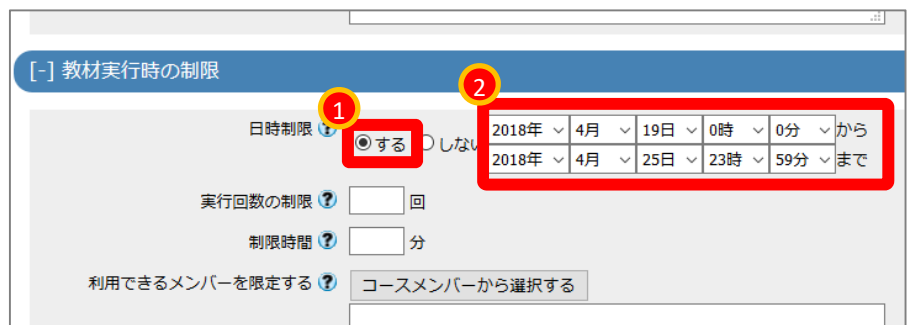 [-] 教材実行時の制限
1
2
日時制限 ? する しない 2018年 4月 19日 0時 0分 から
2018年 4月 25日 23時 59分 まで
実行回数の制限 ? 回
制限時間 ? 分
利用できるメンバーを限定する ? コースメンバーから選択する